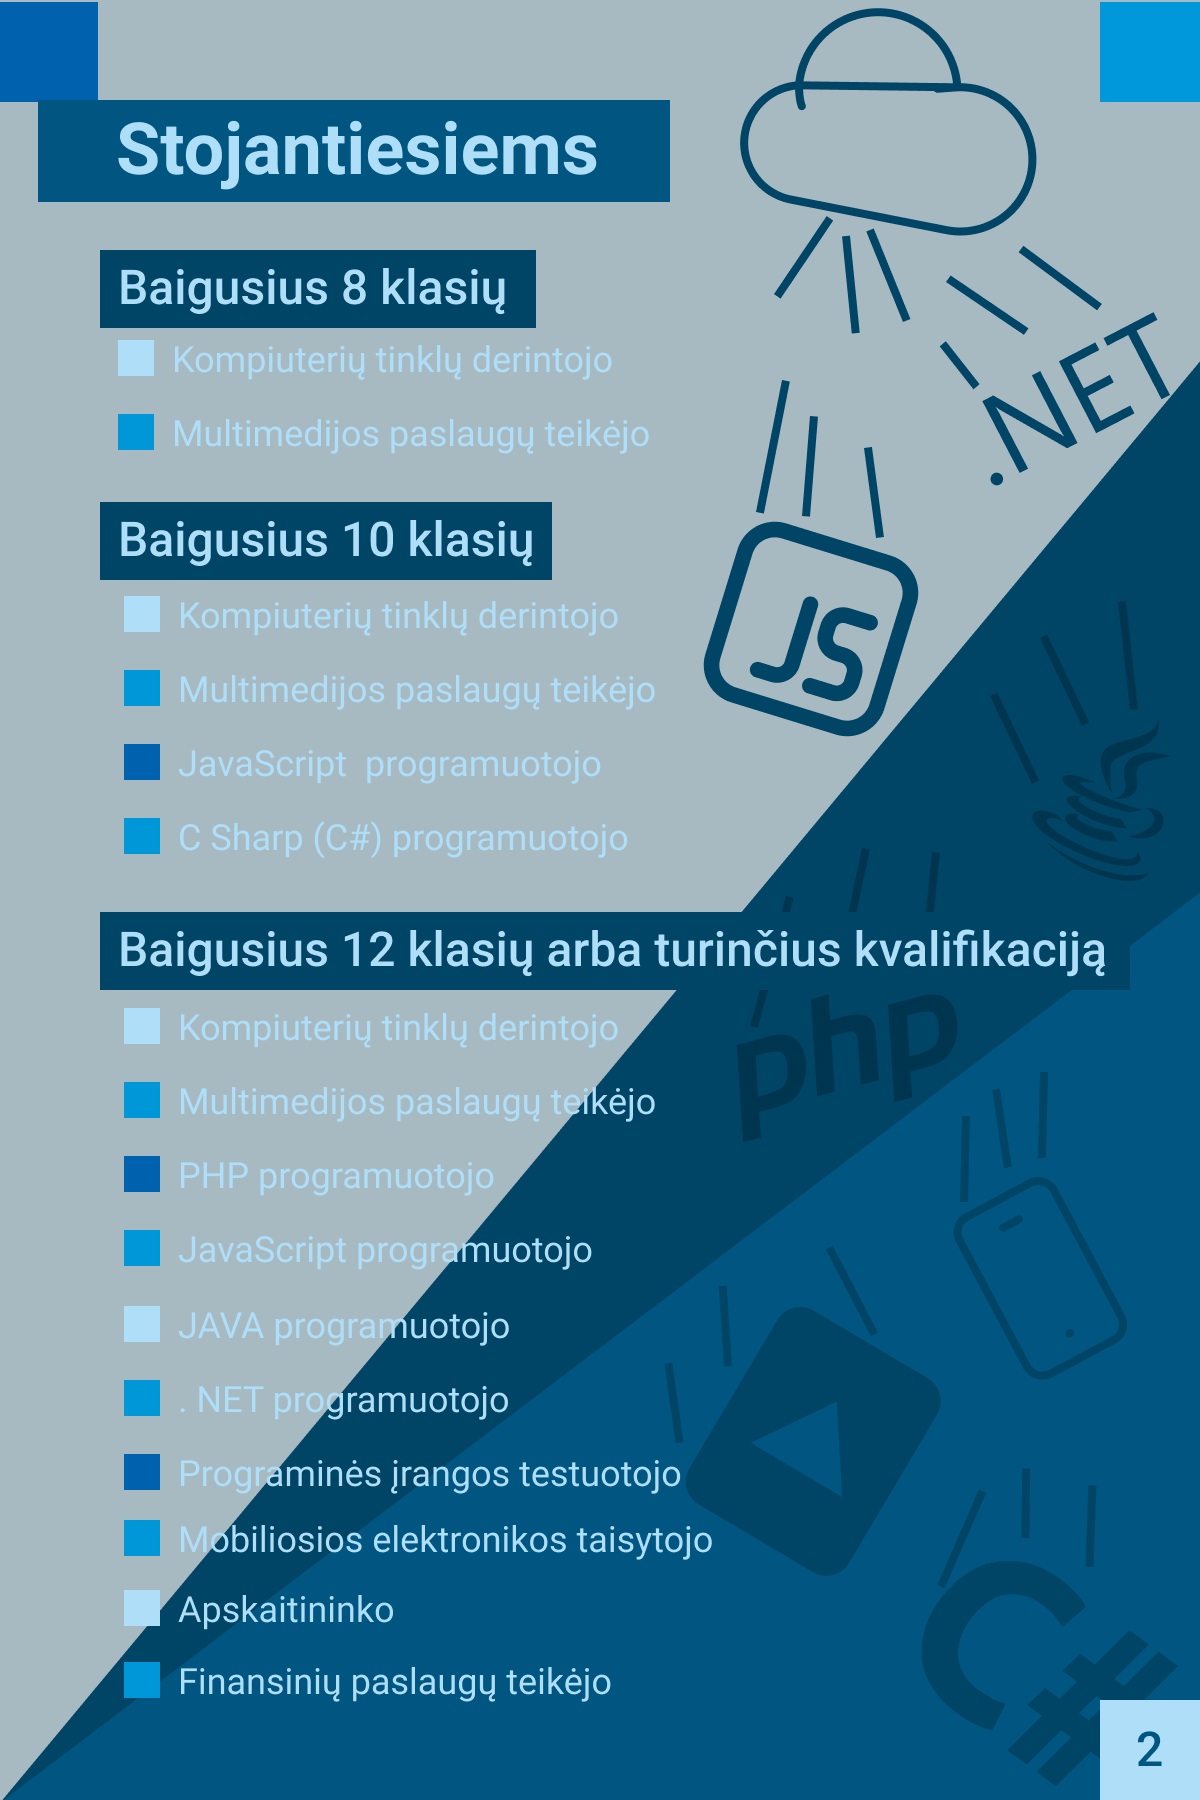 Stojantiesiems
Baigusius 8 klasių
Kompiuterių tinklų derintojo
Multimedijos paslaugų teikėjo
.NET
Baigusius 10 klasių
Kompiuterių tinklų derintojo
Multimedijos paslaugų teikėjo
JavaScript  programuotojo
C Sharp (C#) programuotojo
JS
Baigusius 12 klasių arba turinčius kvalifikaciją
Kompiuterių tinklų derintojo
Multimedijos paslaugų teikėjo
PHP programuotojo
JavaScript programuotojo
JAVA programuotojo
. NET programuotojo
Programinės įrangos testuotojo
Mobiliosios elektronikos taisytojo
Apskaitininko
Finansinių paslaugų teikėjo
php
C#
2